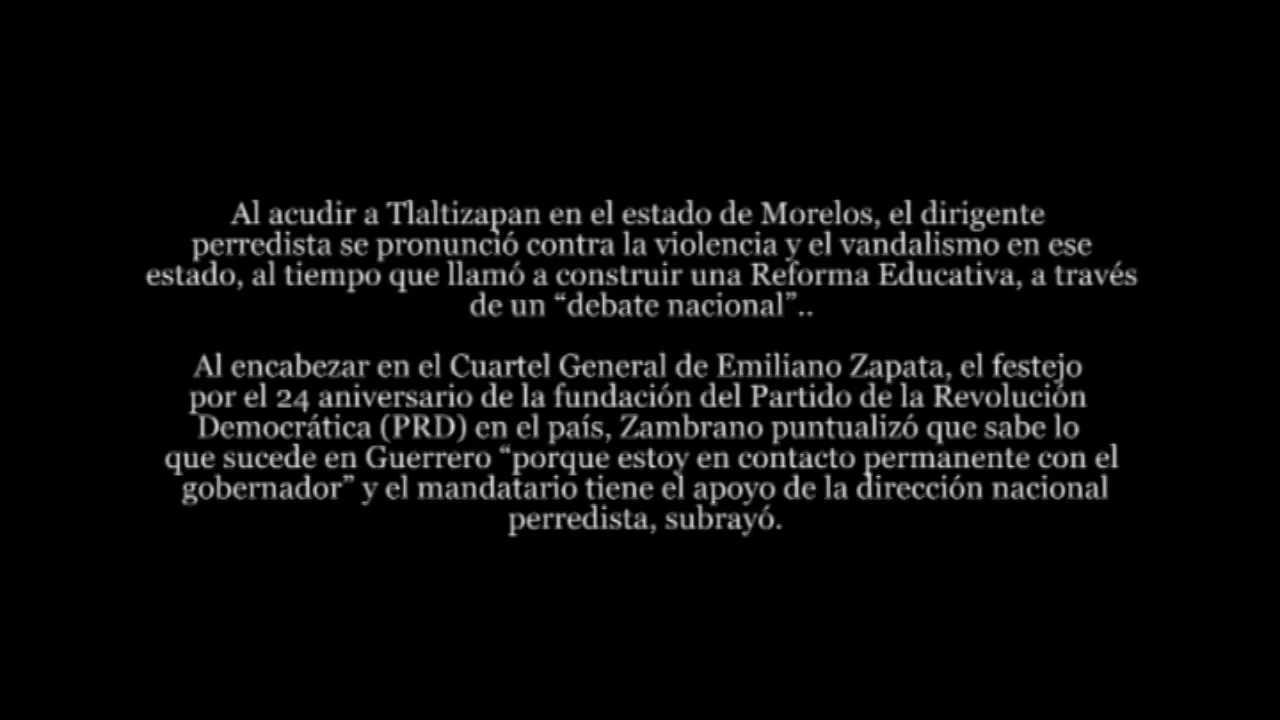 Al acudir a Tlaltizapan en el estado de Morelos, el dirigente
perredista se pronunció contra la violencia y el vandalismo en ese
estado, al tiempo que llamó a construir una Reforma Educativa, a través
de un “debate nacional”..
Al encabezar en el Cuartel General de Emiliano Zapata, el festejo
por el 24 aniversario de la fundación del Partido de la Revolución
Democrática (PRD) en el país, Zambrano puntualizó que sabe lo
que sucede en Guerrero “porque estoy en contacto permanente con el
gobernador” y el mandatario tiene el apoyo de la dirección nacional
perredista, subrayó.